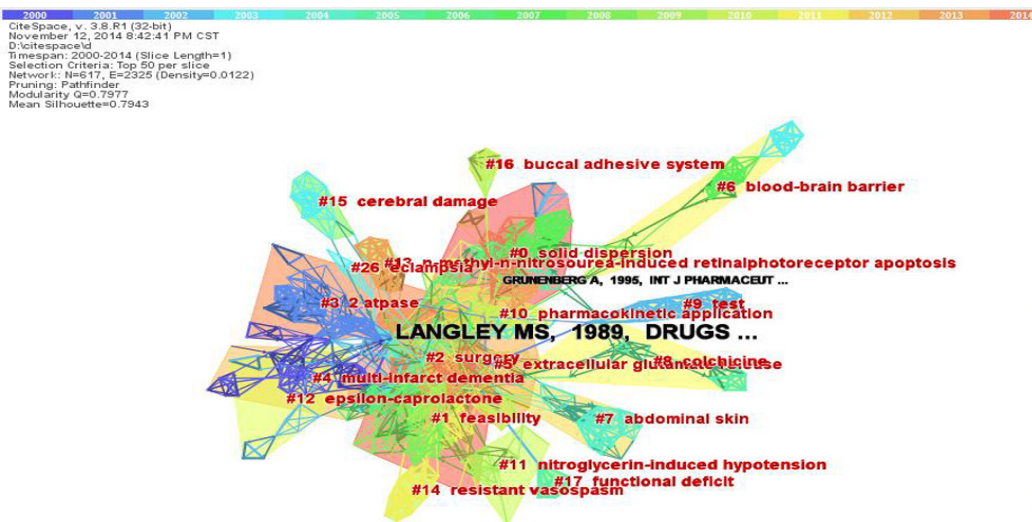 2000 2001 2002 2003 2004 2005 2006 2007 2008 2009 2010 2011 2012 2013 2014
CiteSpace, v. 3.8.R1 (32-bit)
November 12, 2014 8:42:41 PM CST
D:\citespace\d
Timespan: 2000-2014 (Slice Length=1)
Selection Criteria: Top 50 per slice
Network: N=617, E=2325 (Density=0.0122)
Pruning: Pathfinder
Modularity Q=0.7977
Mean Silhouette=0.7943
#16 buccal adhesive system
#6 blood-brain barrier
#15 cerebral damage
#0 solid dispersion
#13 n-methyl-n-nitrosourea-induced retinalphotoreceptor apoptosis
#26 eclampsia
GRUNENBERG A, 1995, INT J PHARMACEUT ...
#3 2 atpase
#9 test
#10 pharmacokinetic application
LANGLEY MS, 1989, DRUGS ...
#2 surgery
#5 extracellular glutamate release
#8 colchicine
#4 multi-infarct dementia
#12 epsilon-caprolactone
#1 feasibility
#7 abdominal skin
#11 nitroglycerin-induced hypotension
#17 functional deficit
#14 resistant vasospasm